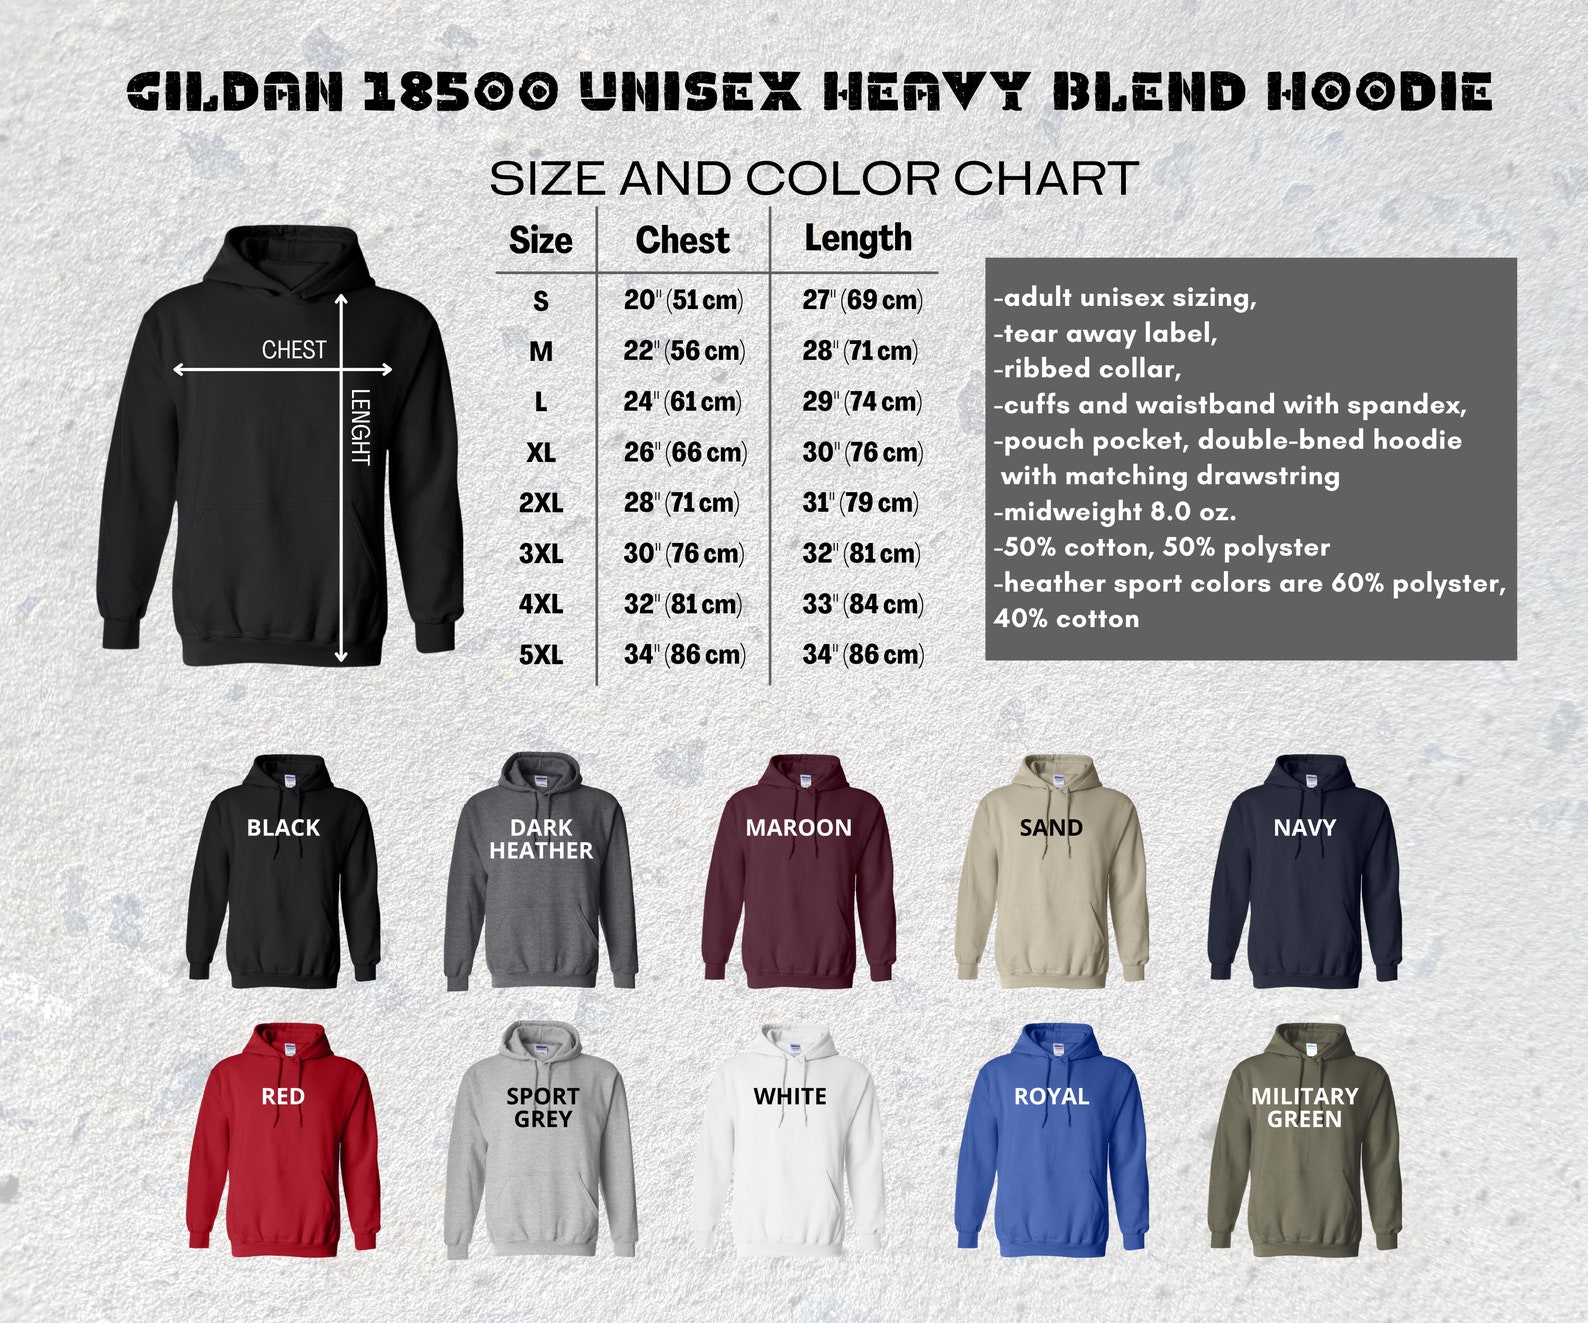 GILDAN 18500 UNISEX HEAVY BLEND HOODIE
SIZE AND COLOR CHART
Size Chest Length
S 20" (51 cm) 27" (69 cm)
M 22" (56 cm) 28" (71 cm)
L 24" (61 cm) 29" (74 cm)
XL 26" (66 cm) 30" (76 cm)
2XL 28" (71 cm) 31" (79 cm)
3XL 30" (76 cm) 32" (81 cm)
4XL 32" (81 cm) 33" (84 cm)
5XL 34" (86 cm) 34" (86 cm)
CHEST
LENGHT
-adult unisex sizing,
-tear away label,
-ribbed collar,
-cuffs and waistband with spandex,
-pouch pocket, double-bned hoodie
with matching drawstring
-midweight 8.0 oz.
-50% cotton, 50% polyster
-heather sport colors are 60% polyster,
40% cotton
BLACK
DARK
HEATHER
MAROON
SAND
NAVY
RED
SPORT
GREY
WHITE
ROYAL
MILITARY
GREEN